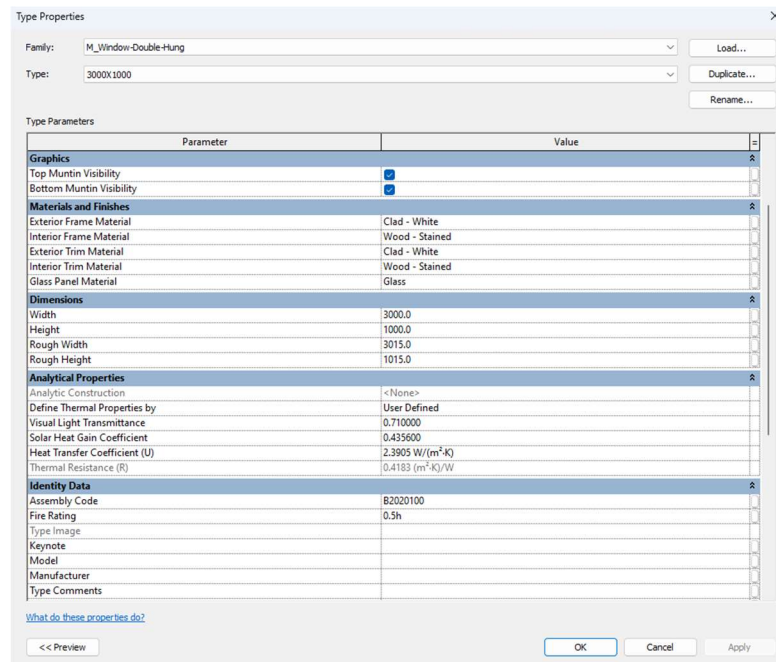 Type Properties
Family: M_Window-Double-Hung Load...
Type: 3000X1000 Duplicate...
Rename...
Type Parameters
Parameter Value =
Graphics
Top Muntin Visibility
Bottom Muntin Visibility
Materials and Finishes
Exterior Frame Material Clad - White
Interior Frame Material Wood - Stained
Exterior Trim Material Clad - White
Interior Trim Material Wood - Stained
Glass Panel Material Glass
Dimensions
Width 3000.0
Height 1000.0
Rough Width 3015.0
Rough Height 1015.0
Analytical Properties
Analytic Construction <None>
Define Thermal Properties by User Defined
Visual Light Transmittance 0.710000
Solar Heat Gain Coefficient 0.435600
Heat Transfer Coefficient (U) 2.3905 W/(m²·K)
Thermal Resistance (R) 0.4183 (m²·K)/W
Identity Data
Assembly Code B2020100
Fire Rating 0.5h
Type Image
Keynote
Model
Manufacturer
Type Comments
What do these properties do?
<< Preview OK Cancel Apply